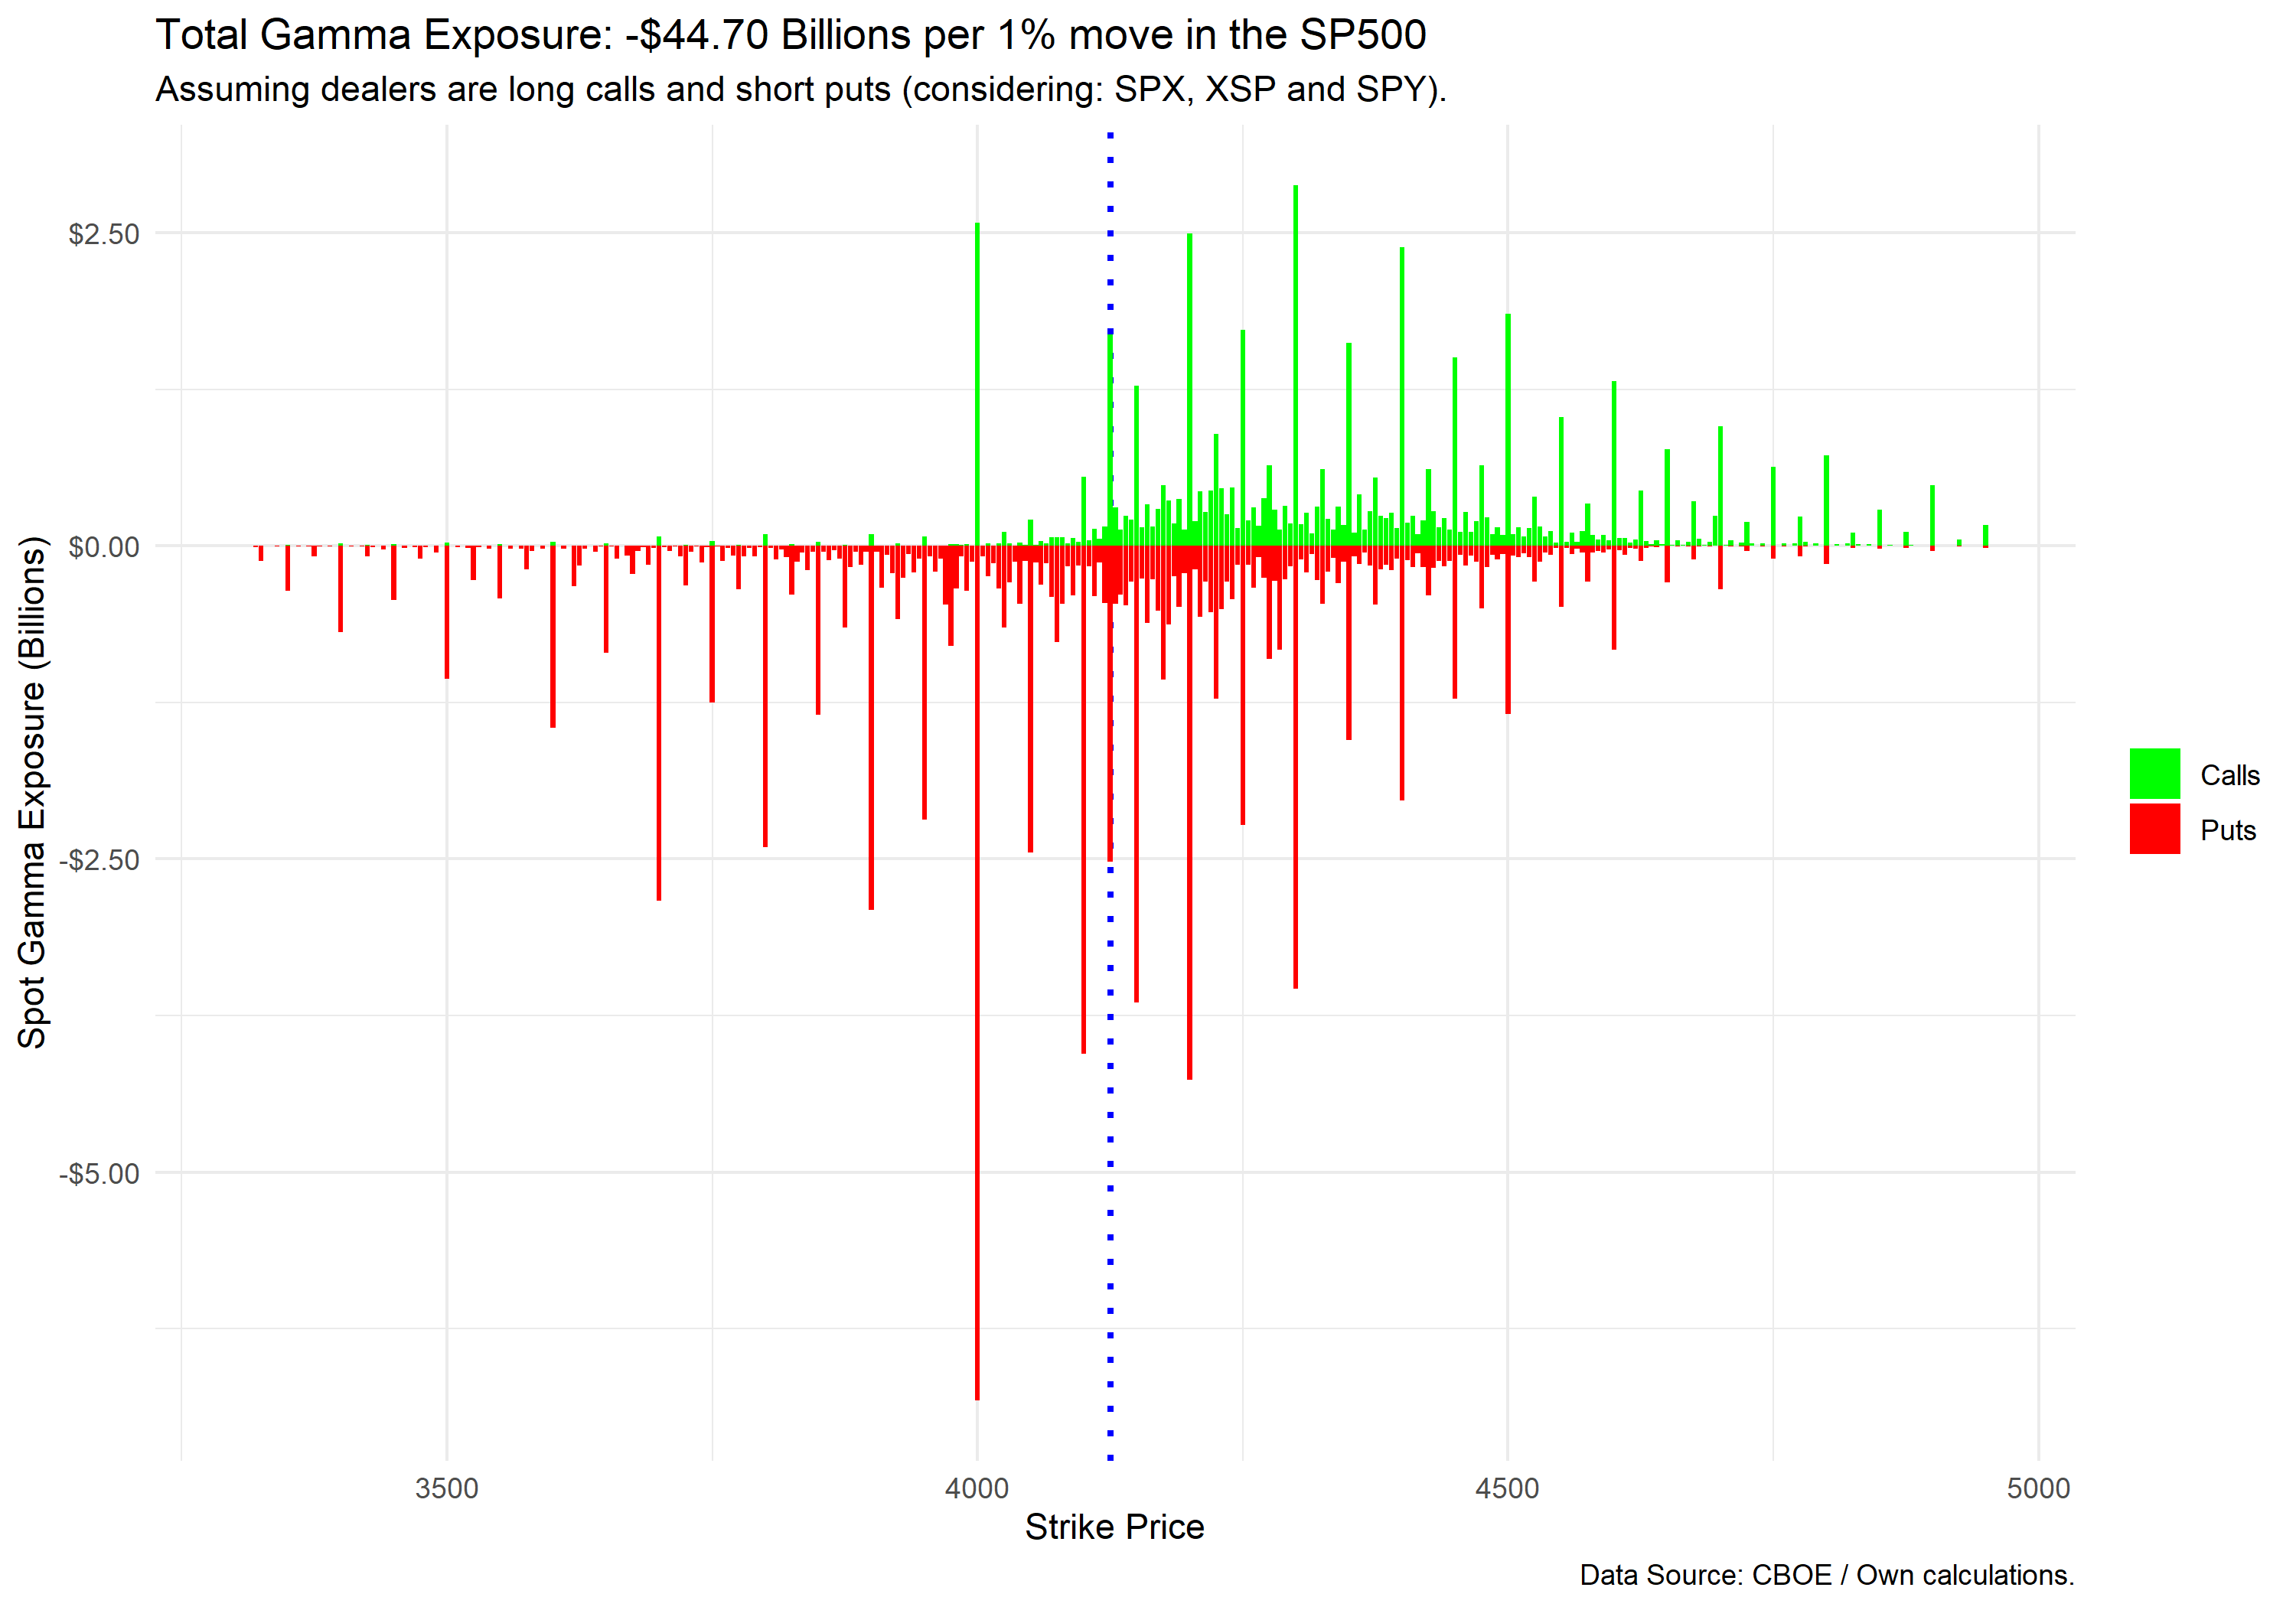 Total Gamma Exposure: -$44.70 Billions per 1% move in the SP500
Assuming dealers are long calls and short puts (considering: SPX, XSP and SPY).
Spot Gamma Exposure (Billions)
$2.50
$0.00
-$2.50
-$5.00
Calls
Puts
3500
4000
4500
5000
Strike Price
Data Source: CBOE / Own calculations.